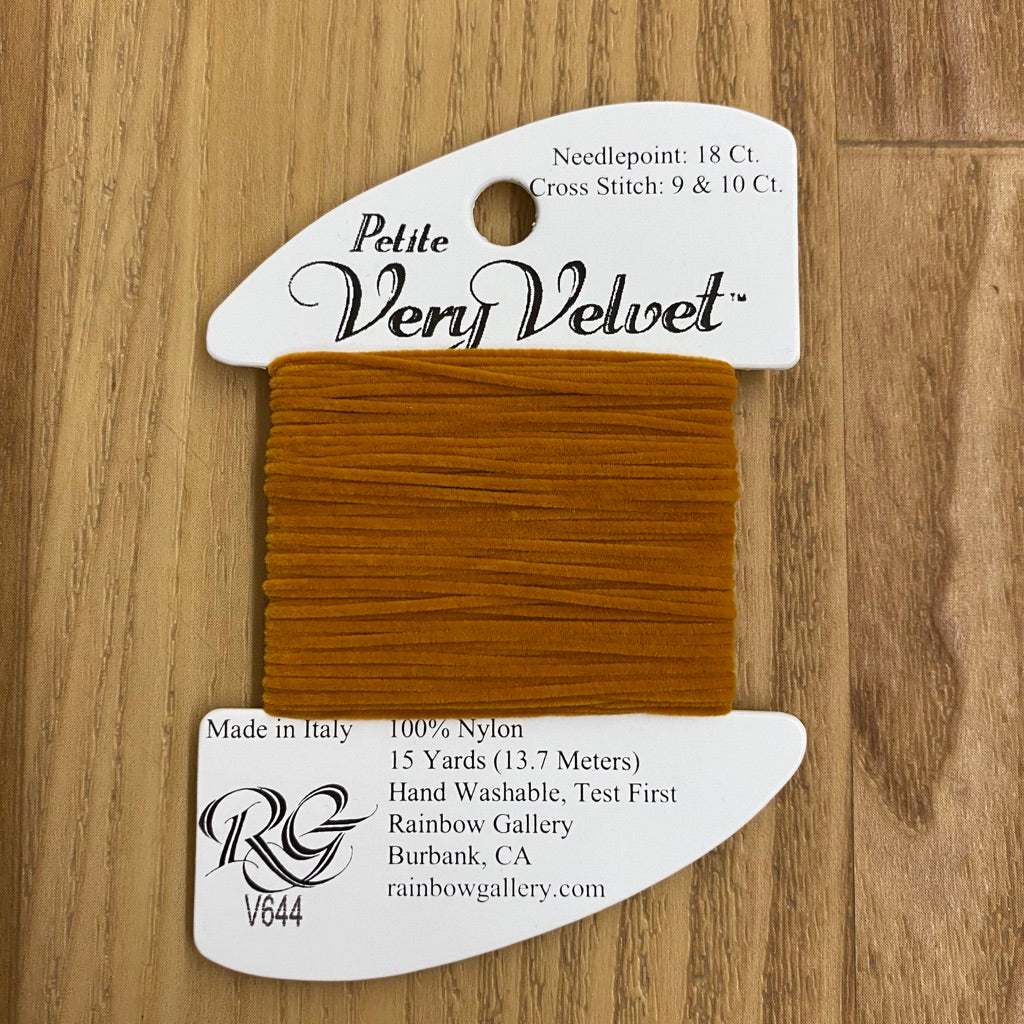 Needlepoint: 18 Ct.
Cross Stitch: 9 & 10 Ct.
Petite
Very Velvet™
Made in Italy
100% Nylon
15 Yards (13.7 Meters)
Hand Washable, Test First
Rainbow Gallery
Burbank, CA
rainbowgallery.com
RG
V644